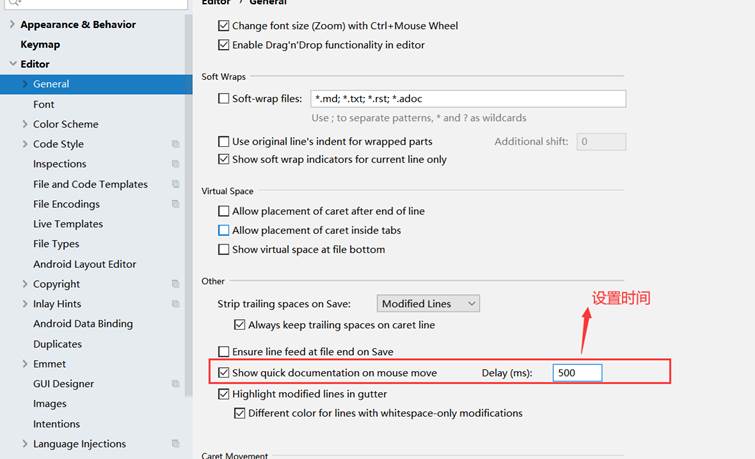 Appearance & Behavior
Keymap
Editor
General
Font
Color Scheme
Code Style
Inspections
File and Code Templates
File Encodings
Live Templates
File Types
Android Layout Editor
Copyright
Inlay Hints
Android Data Binding
Duplicates
Emmet
GUI Designer
Images
Intentions
Language Injections
Editor › General
Change font size (Zoom) with Ctrl+Mouse Wheel
Enable Drag'n'Drop functionality in editor
Soft Wraps
Soft-wrap files: *.md; *.txt; *.rst; *.adoc
Use ; to separate patterns, * and ? as wildcards
Use original line's indent for wrapped parts Additional shift: 0
Show soft wrap indicators for current line only
Virtual Space
Allow placement of caret after end of line
Allow placement of caret inside tabs
Show virtual space at file bottom
Other
设置时间
Strip trailing spaces on Save: Modified Lines
Always keep trailing spaces on caret line
Ensure line feed at file end on Save
Show quick documentation on mouse move Delay (ms): 500
Highlight modified lines in gutter
Different color for lines with whitespace-only modifications
Caret Movement